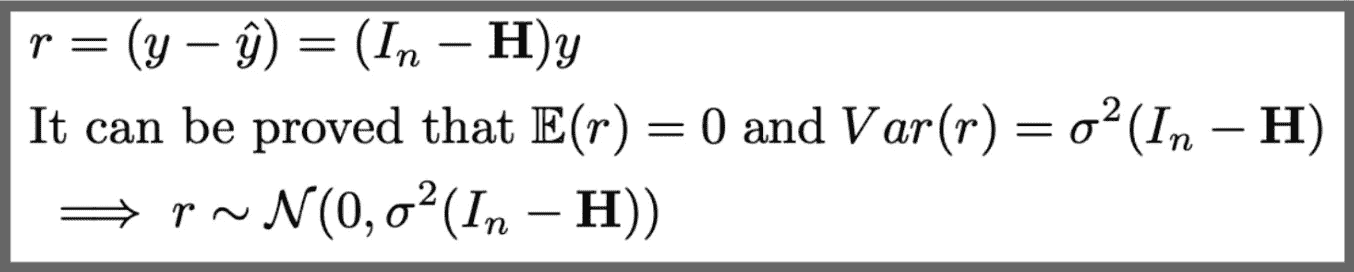 r = (y − ŷ) = (Iₙ − 𝐇)y
It can be proved that 𝔼(r) = 0 and Var(r) = σ²(Iₙ − 𝐇)
⟹ r ∼ 𝒩(0, σ²(Iₙ − 𝐇))